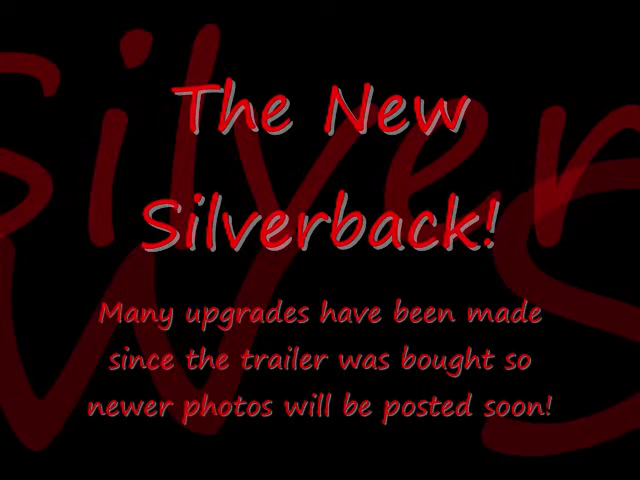 The New
Silverback!
Many upgrades have been made
since the trailer was bought so
newer photos will be posted soon!